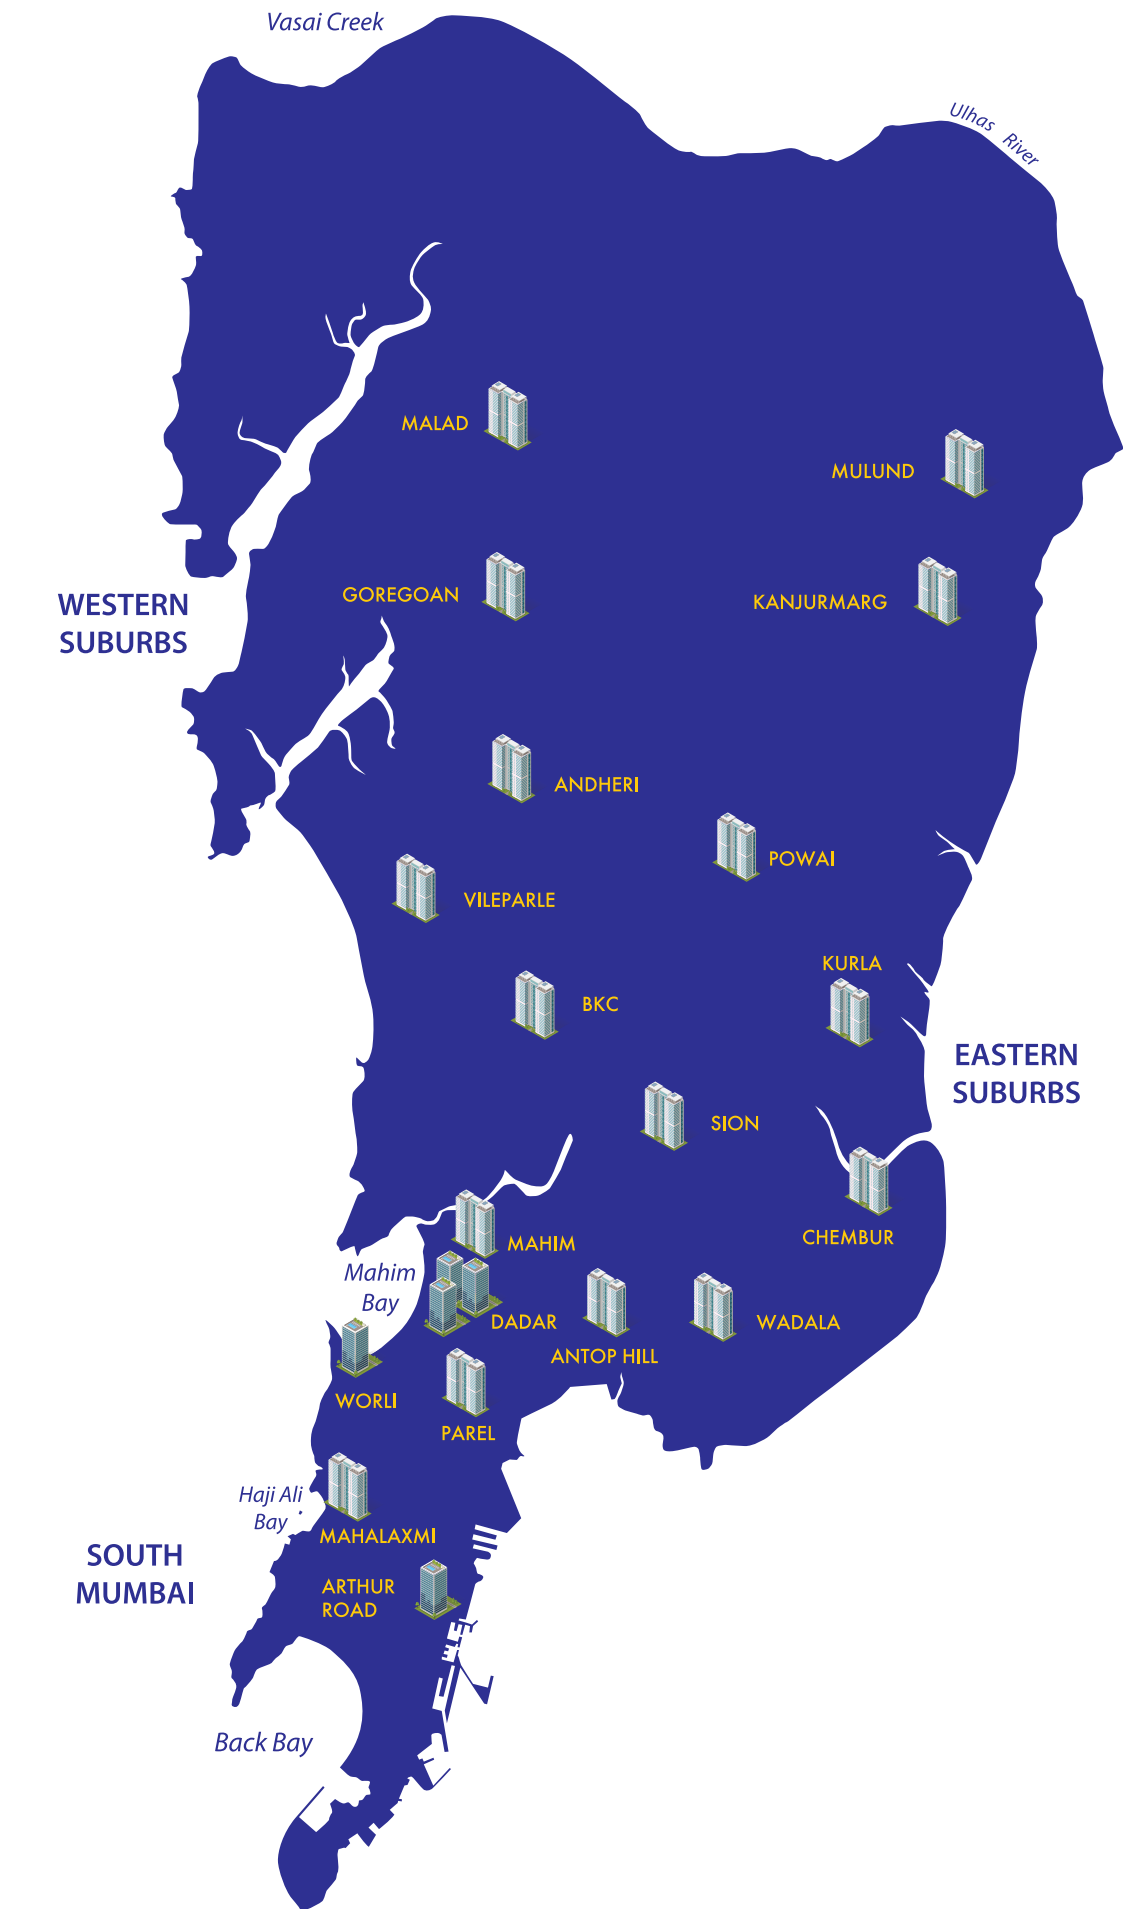 Vasai Creek
Ulhas River
MALAD
MULUND
GOREGOAN
KANJURMARG
WESTERN
SUBURBS
ANDHERI
POWAI
VILEPARLE
KURLA
BKC
EASTERN
SUBURBS
SION
CHEMBUR
MAHIM
Mahim
Bay
DADAR
WADALA
ANTOP HILL
WORLI
PAREL
Haji Ali
Bay
MAHALAXMI
SOUTH
MUMBAI
ARTHUR
ROAD
Back Bay